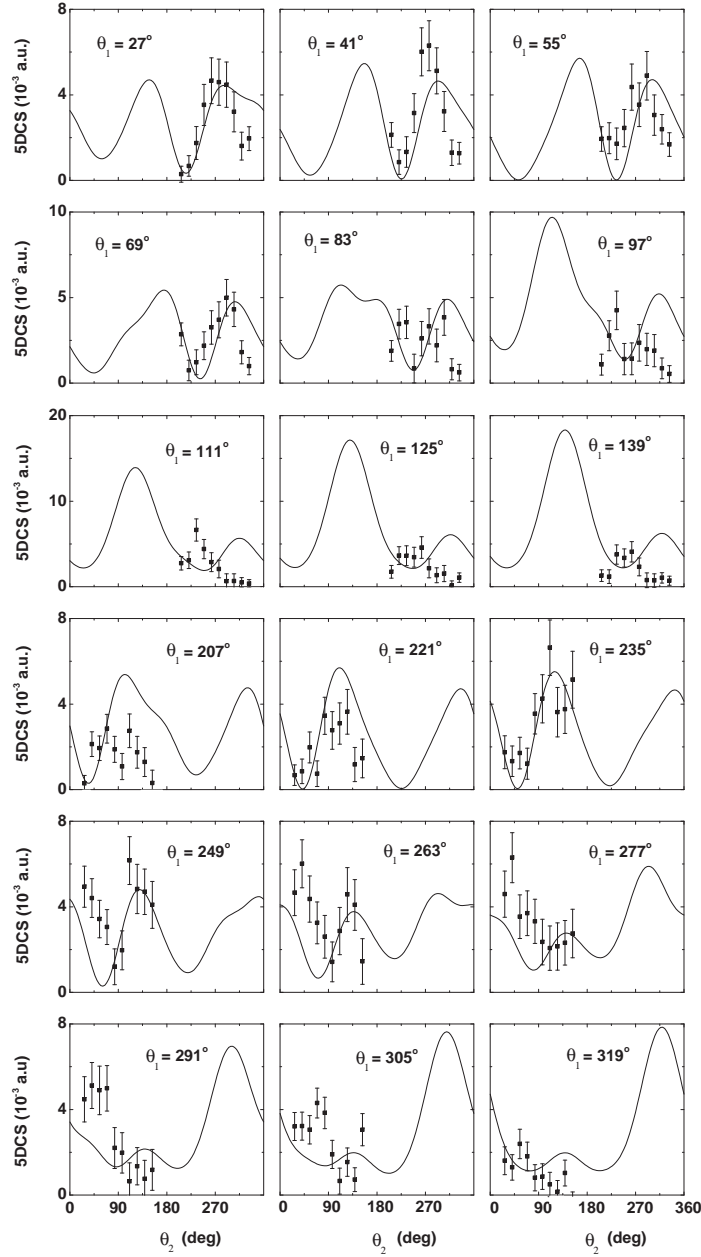 8
θ₁ = 27°
θ₁ = 41°
θ₁ = 55°
4
0
5DCS (10⁻³ a.u.)
10
θ₁ = 69°
θ₁ = 83°
θ₁ = 97°
5
0
5DCS (10⁻³ a.u.)
20
θ₁ = 111°
θ₁ = 125°
θ₁ = 139°
10
0
5DCS (10⁻³ a.u.)
8
θ₁ = 207°
θ₁ = 221°
θ₁ = 235°
4
0
5DCS (10⁻³ a.u.)
8
θ₁ = 249°
θ₁ = 263°
θ₁ = 277°
4
0
5DCS (10⁻³ a.u.)
8
θ₁ = 291°
θ₁ = 305°
θ₁ = 319°
4
0
5DCS (10⁻³ a.u)
0 90 180 270 0 90 180 270 0 90 180 270 360
θ₂ (deg) θ₂ (deg) θ₂ (deg)